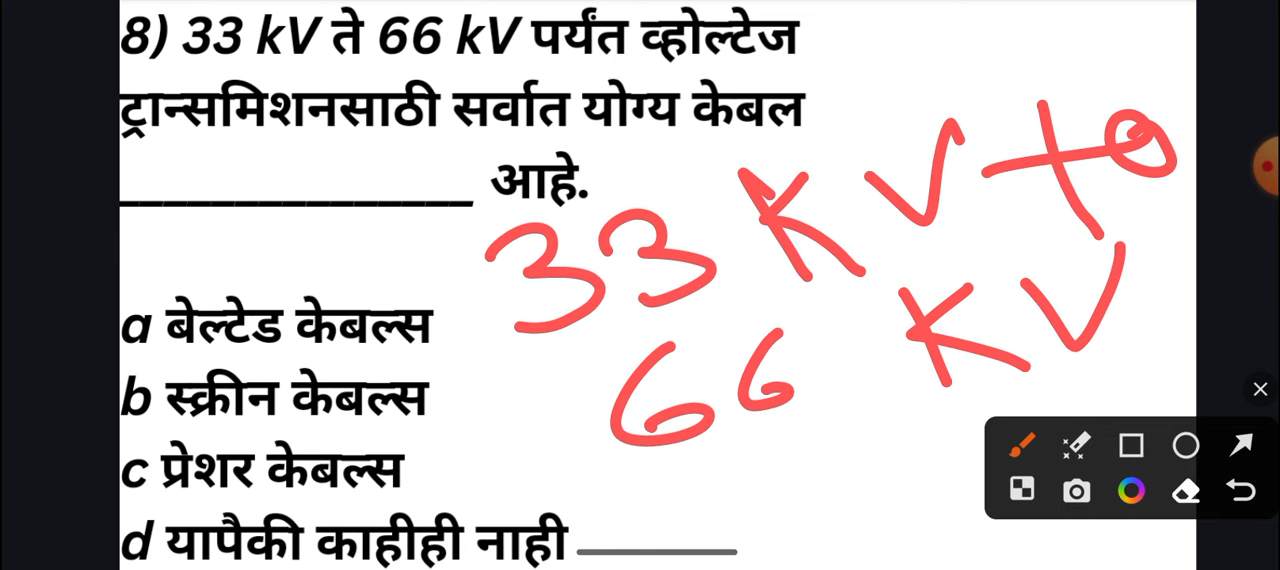 8) 33 kV ते 66 kV पर्यंत व्होल्टेज
ट्रान्समिशनसाठी सर्वात योग्य केबल
________________ आहे.
33 KV to
66 KV
a बेल्टेड केबल्स
b स्क्रीन केबल्स
c प्रेशर केबल्स
d यापैकी काहीही नाही